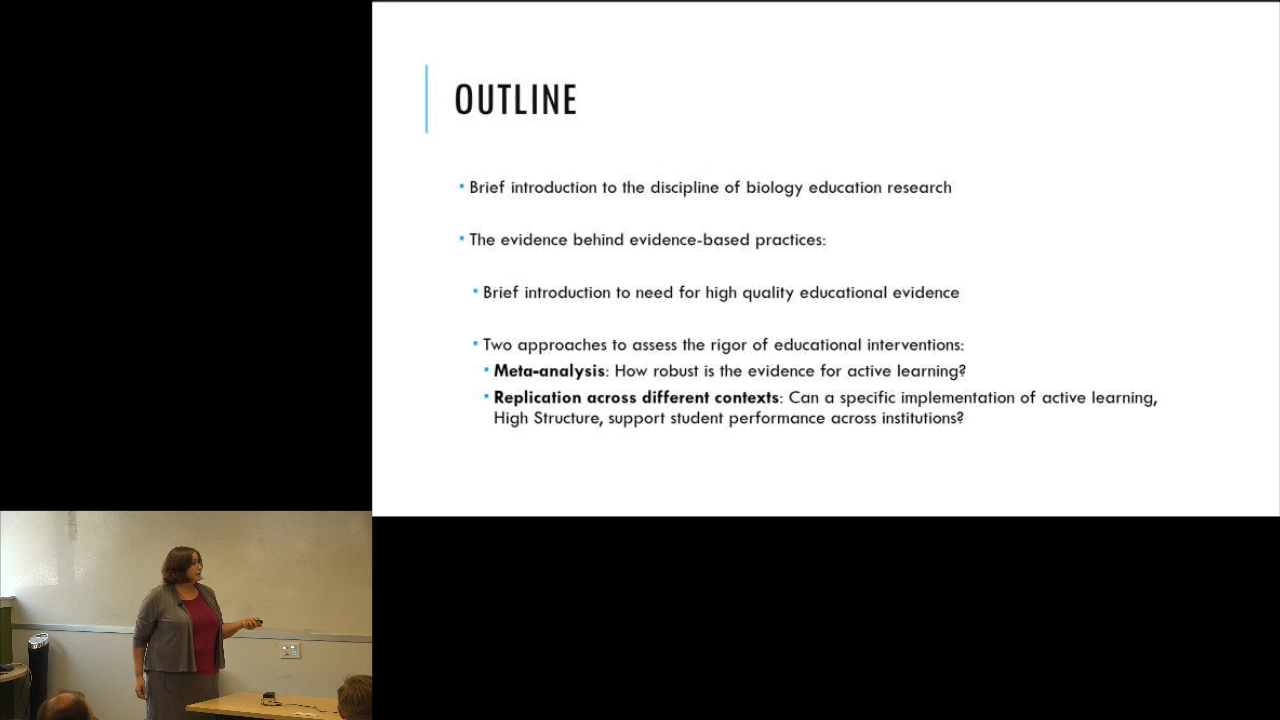 OUTLINE
Brief introduction to the discipline of biology education research
The evidence behind evidence-based practices:
Brief introduction to need for high quality educational evidence
Two approaches to assess the rigor of educational interventions:
Meta-analysis: How robust is the evidence for active learning?
Replication across different contexts: Can a specific implementation of active learning,
High Structure, support student performance across institutions?